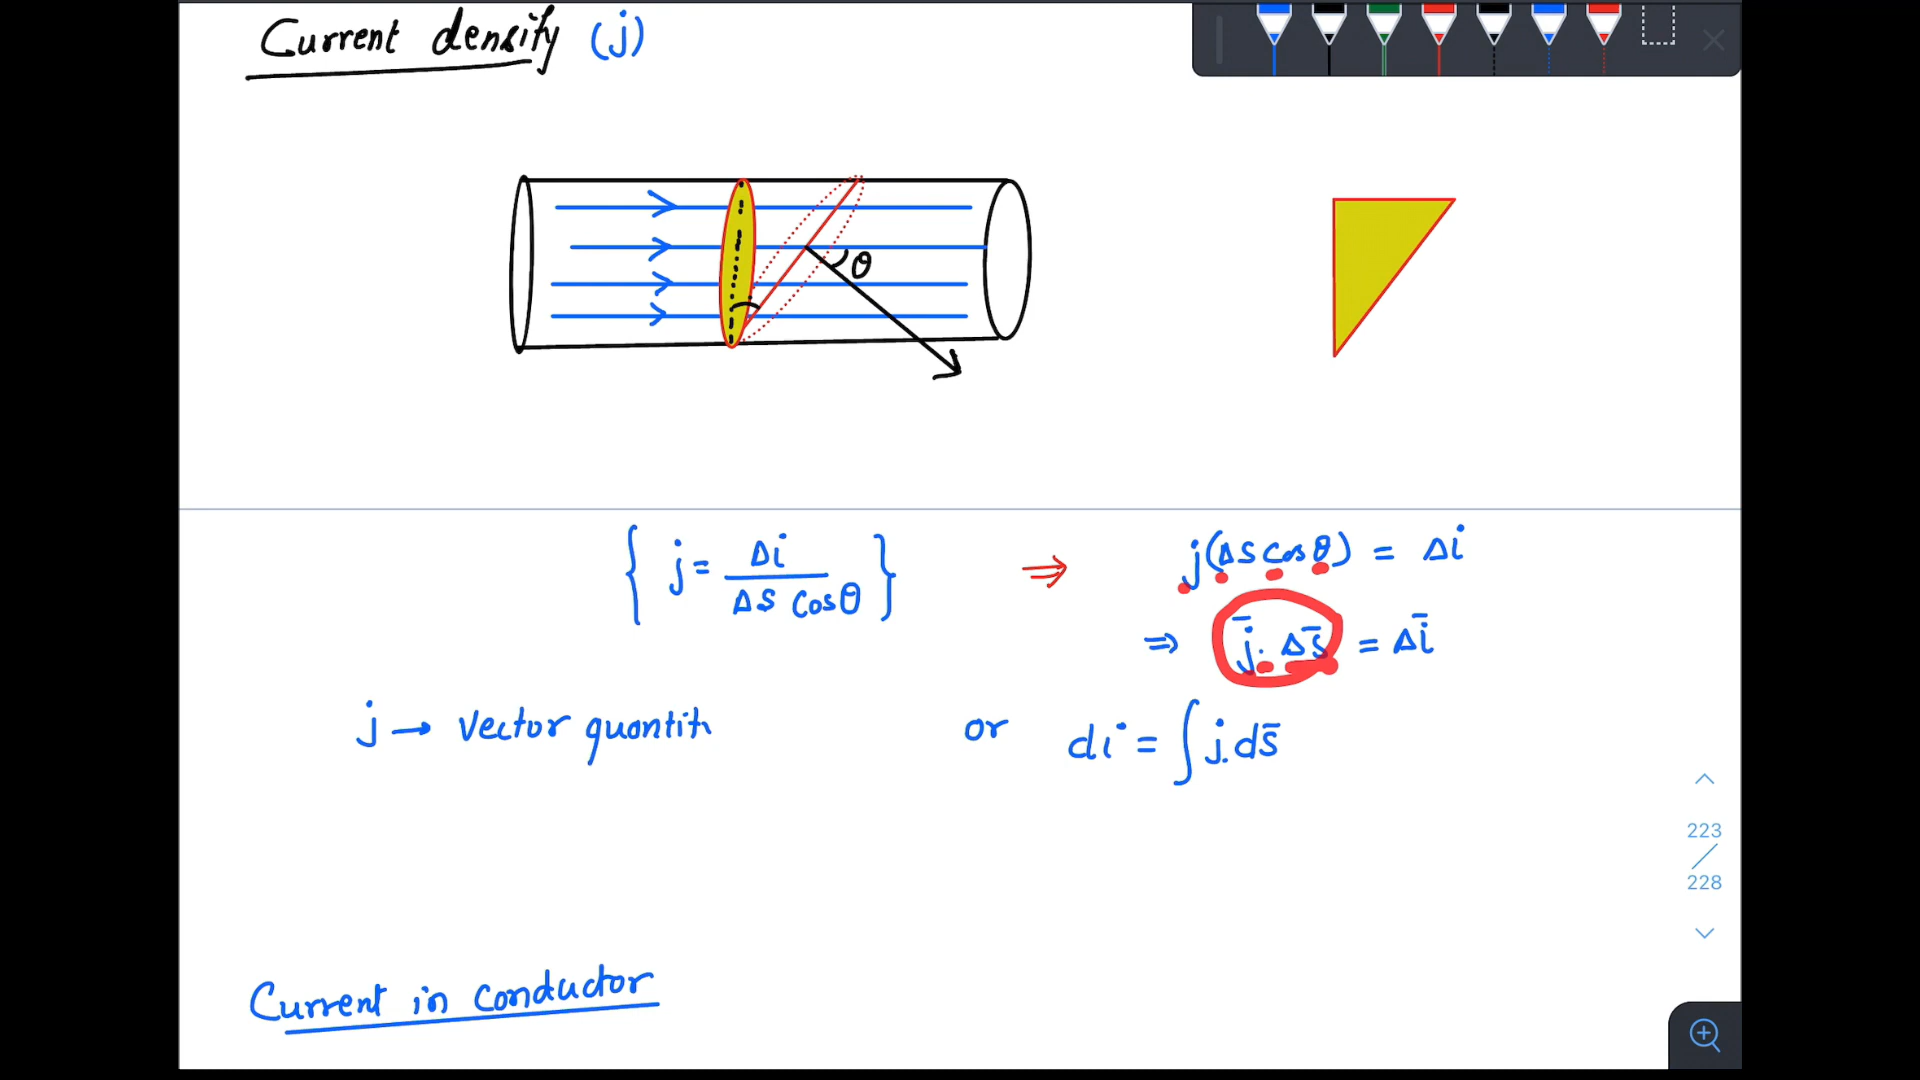 Current density (j)
θ
j = Δi / ΔS Cosθ ⇒ j(ΔS Cos θ) = Δi
⇒ j̄ . Δs̄ = Δī
j → Vector quantity or di = ∫ j. ds̄
223
228
Current in conductor